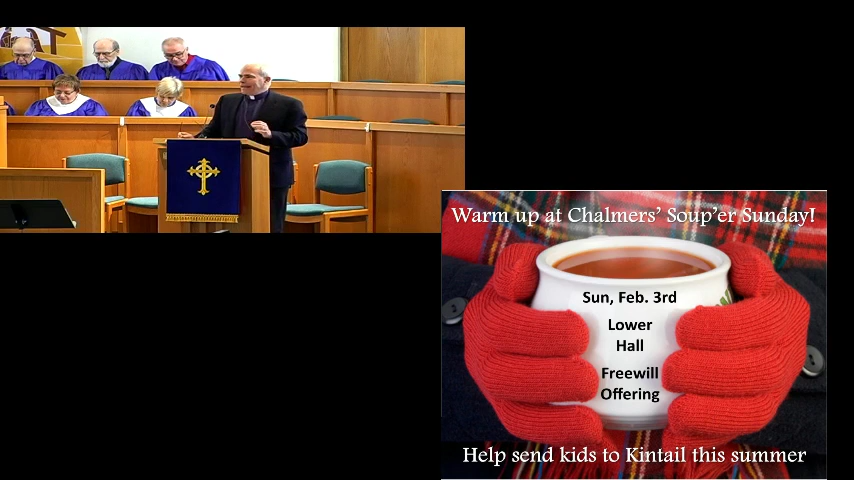 Warm up at Chalmers' Soup'er Sunday!
Sun, Feb. 3rd
Lower
Hall
Freewill
Offering
Help send kids to Kintail this summer